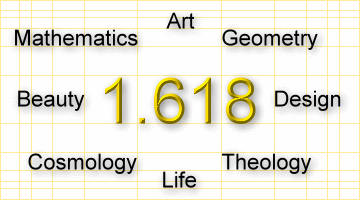 Art
Mathematics
Geometry
Beauty
1.618
Design
Cosmology
Theology
Life